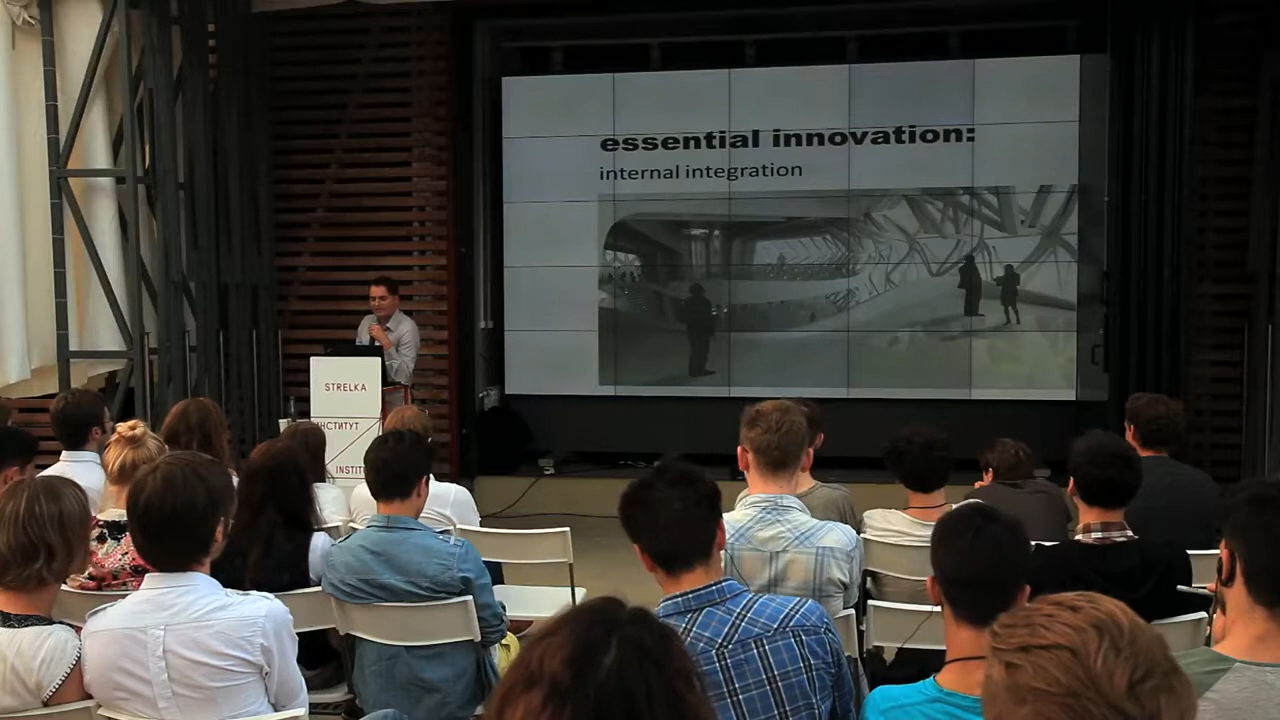 essential innovation:
internal integration
STRELKA
ИНСТИТУТ
INSTIT